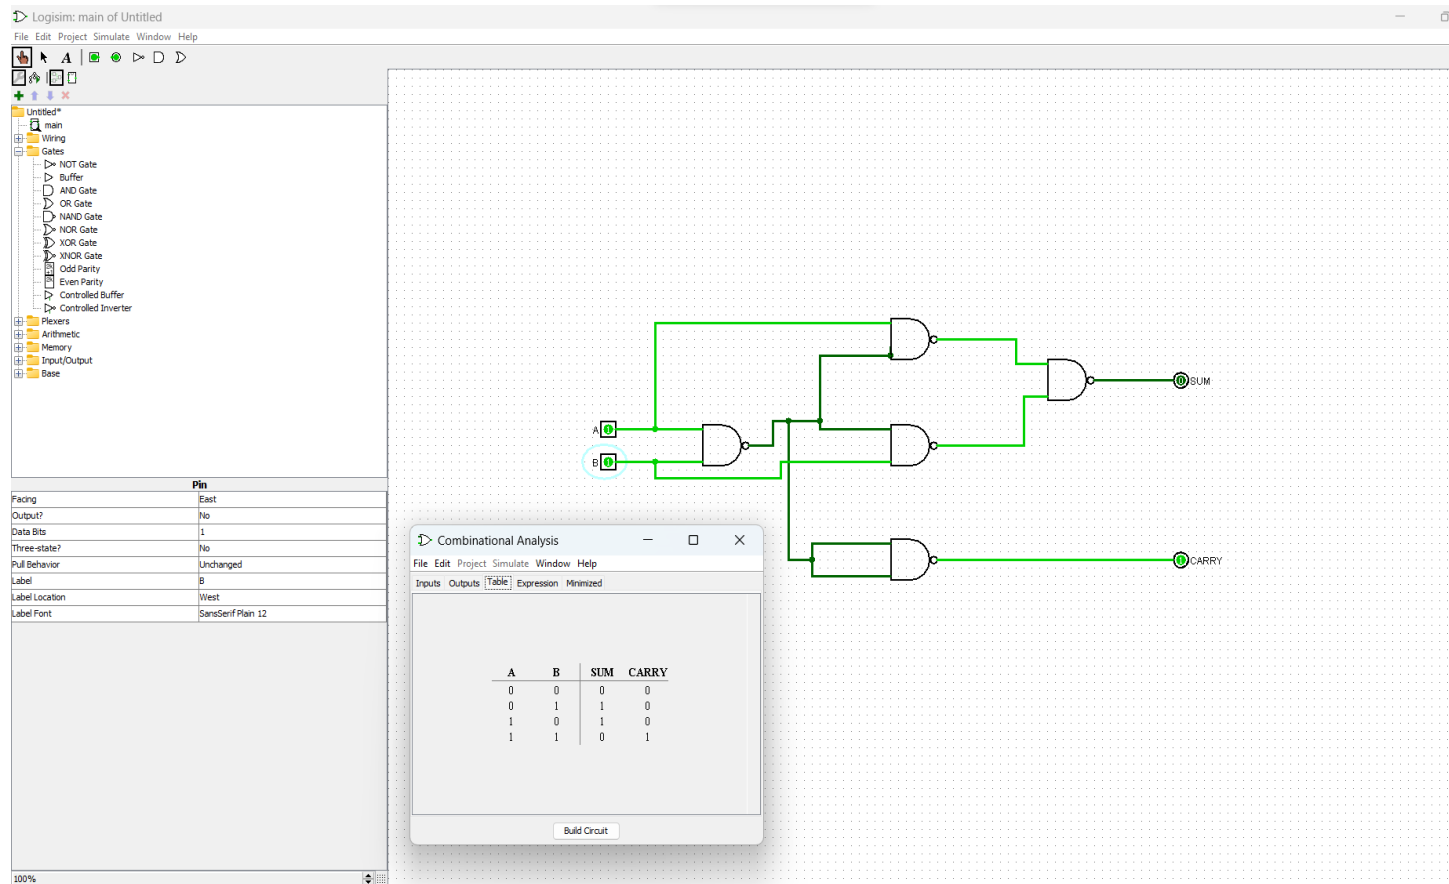 Logisim: main of Untitled
File Edit Project Simulate Window Help
A
Untitled*
main
Wiring
Gates
NOT Gate
Buffer
AND Gate
OR Gate
NAND Gate
NOR Gate
XOR Gate
XNOR Gate
Odd Parity
Even Parity
Controlled Buffer
Controlled Inverter
Plexers
Arithmetic
Memory
Input/Output
Base
Pin
Facing East
Output? No
Data Bits 1
Three-state? No
Pull Behavior Unchanged
Label B
Label Location West
Label Font SansSerif Plain 12
100%
0 SUM
A 1
B 1
1 CARRY
Combinational Analysis
File Edit Project Simulate Window Help
Inputs Outputs Table Expression Minimized
A B SUM CARRY
0 0 0 0
0 1 1 0
1 0 1 0
1 1 0 1
Build Circuit